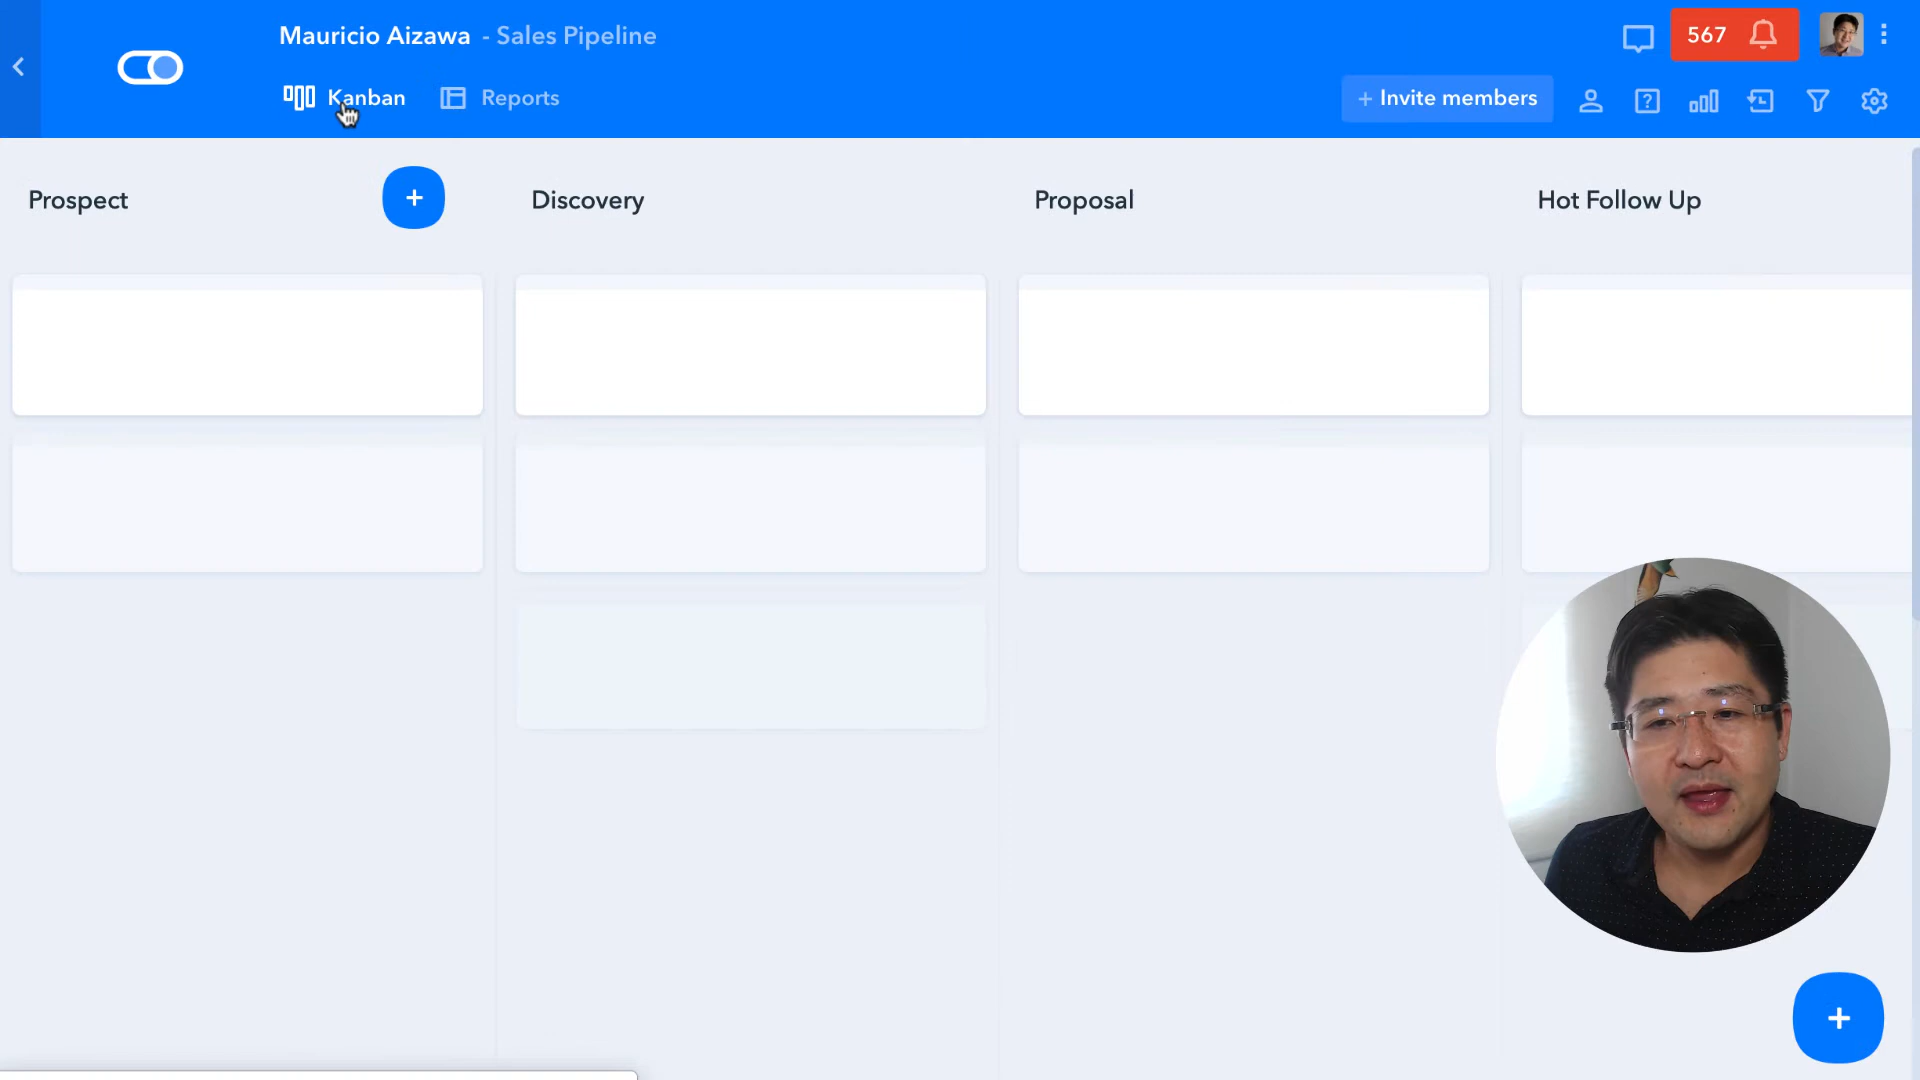 Mauricio Aizawa - Sales Pipeline
567
Kanban
Reports
+ Invite members
?
Prospect
+
Discovery
Proposal
Hot Follow Up
+